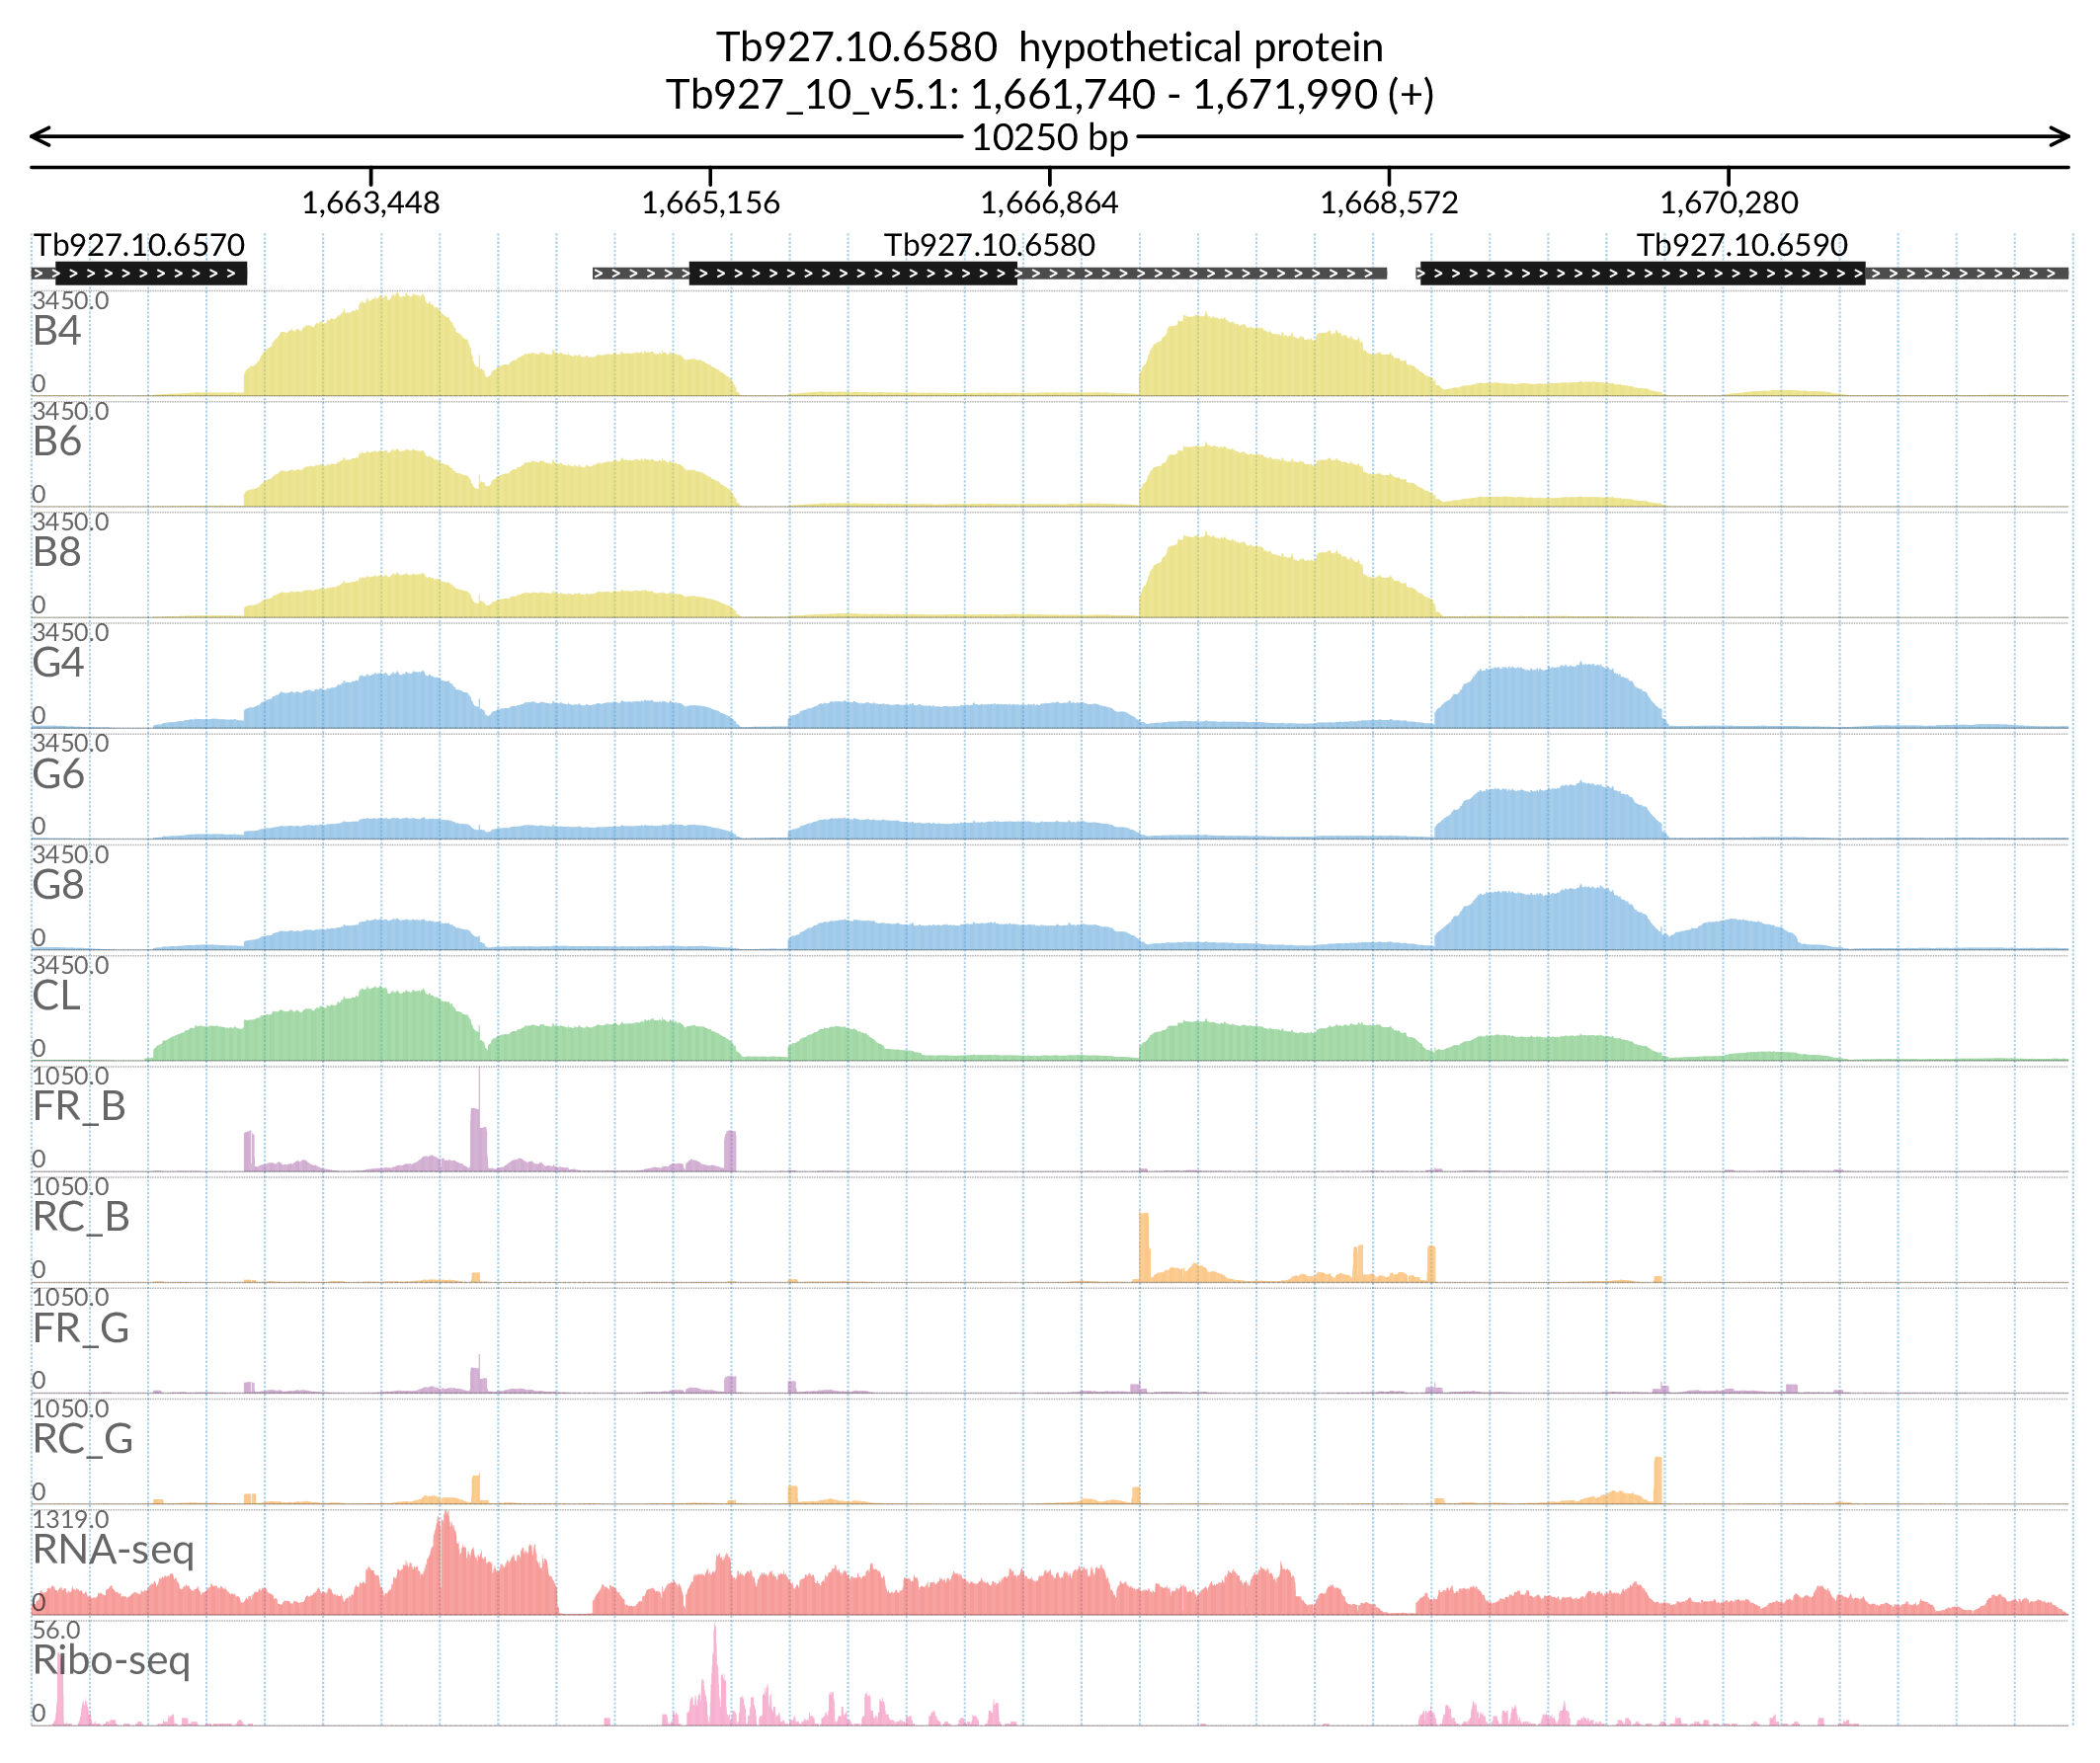 Tb927.10.6580  hypothetical protein
Tb927_10_v5.1: 1,661,740 - 1,671,990 (+)
10250 bp
1,663,448 1,665,156 1,666,864 1,668,572 1,670,280
Tb927.10.6570 Tb927.10.6580 Tb927.10.6590
3450.0
B4
0
3450.0
B6
0
3450.0
B8
0
3450.0
G4
0
3450.0
G6
0
3450.0
G8
0
3450.0
CL
0
1050.0
FR_B
0
1050.0
RC_B
0
1050.0
FR_G
0
1050.0
RC_G
0
1319.0
RNA-seq
0
56.0
Ribo-seq
0